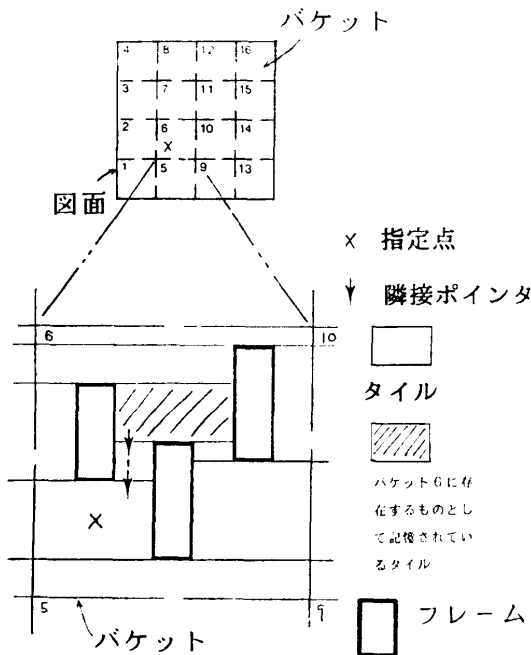 バケット
4 8 12 16
3 7 11 15
2 6 10 14
1 5 9 13
図面
× 指定点
隣接ポインタ
6 10
タイル
バケット6に存
在するものとし
て記憶されてい
るタイル
5 9
バケット
フレーム